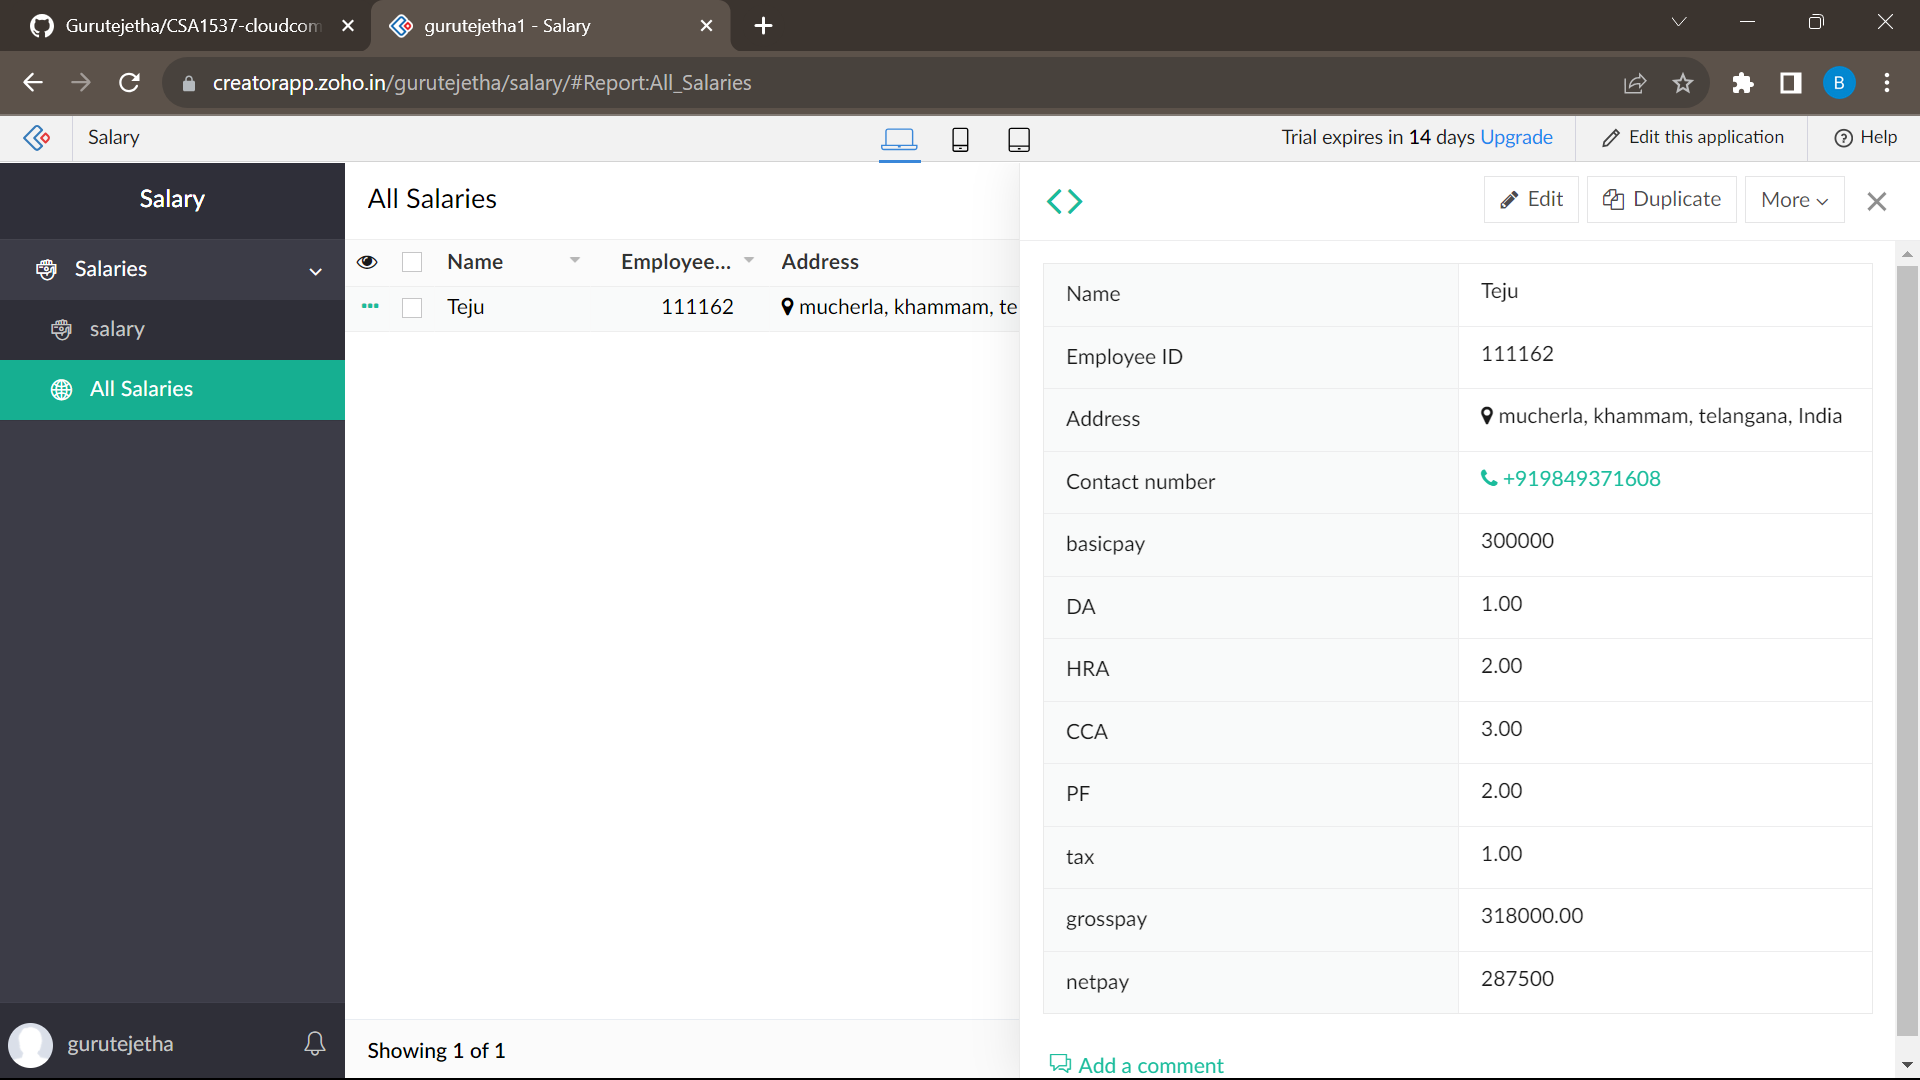 Gurutejetha/CSA1537-cloudcom
gurutejetha1 - Salary
creatorapp.zoho.in/gurutejetha/salary/#Report:All_Salaries
B
Salary
Trial expires in 14 days Upgrade
Edit this application
Help
Salary
Salaries
salary
All Salaries
gurutejetha
All Salaries
Name Employee... Address
Teju 111162 mucherla, khammam, te
Showing 1 of 1
Edit
Duplicate
More
Name Teju
Employee ID 111162
Address mucherla, khammam, telangana, India
Contact number +919849371608
basicpay 300000
DA 1.00
HRA 2.00
CCA 3.00
PF 2.00
tax 1.00
grosspay 318000.00
netpay 287500
Add a comment